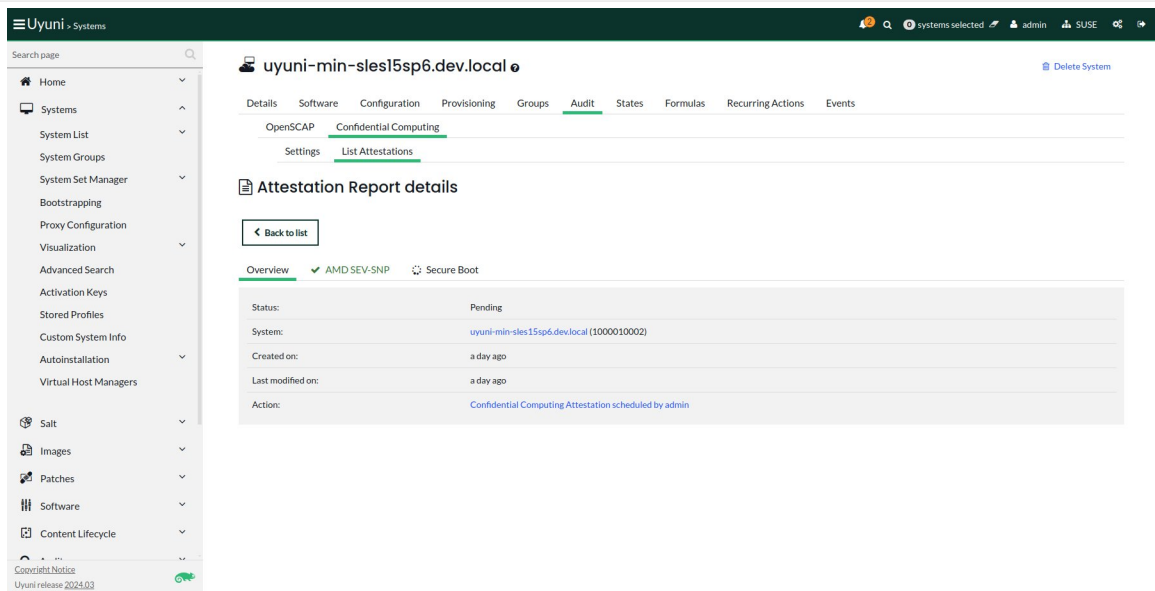 Uyuni > Systems
2
0 systems selected
admin
SUSE
Search page
Home
Systems
System List
System Groups
System Set Manager
Bootstrapping
Proxy Configuration
Visualization
Advanced Search
Activation Keys
Stored Profiles
Custom System Info
Autoinstallation
Virtual Host Managers
Salt
Images
Patches
Software
Content Lifecycle
Copyright Notice
Uyuni release 2024.03
uyuni-min-sles15sp6.dev.local
Delete System
Details Software Configuration Provisioning Groups Audit States Formulas Recurring Actions Events
OpenSCAP Confidential Computing
Settings List Attestations
Attestation Report details
Back to list
Overview AMD SEV-SNP Secure Boot
Status: Pending
System: uyuni-min-sles15sp6.dev.local (1000010002)
Created on: a day ago
Last modified on: a day ago
Action: Confidential Computing Attestation scheduled by admin